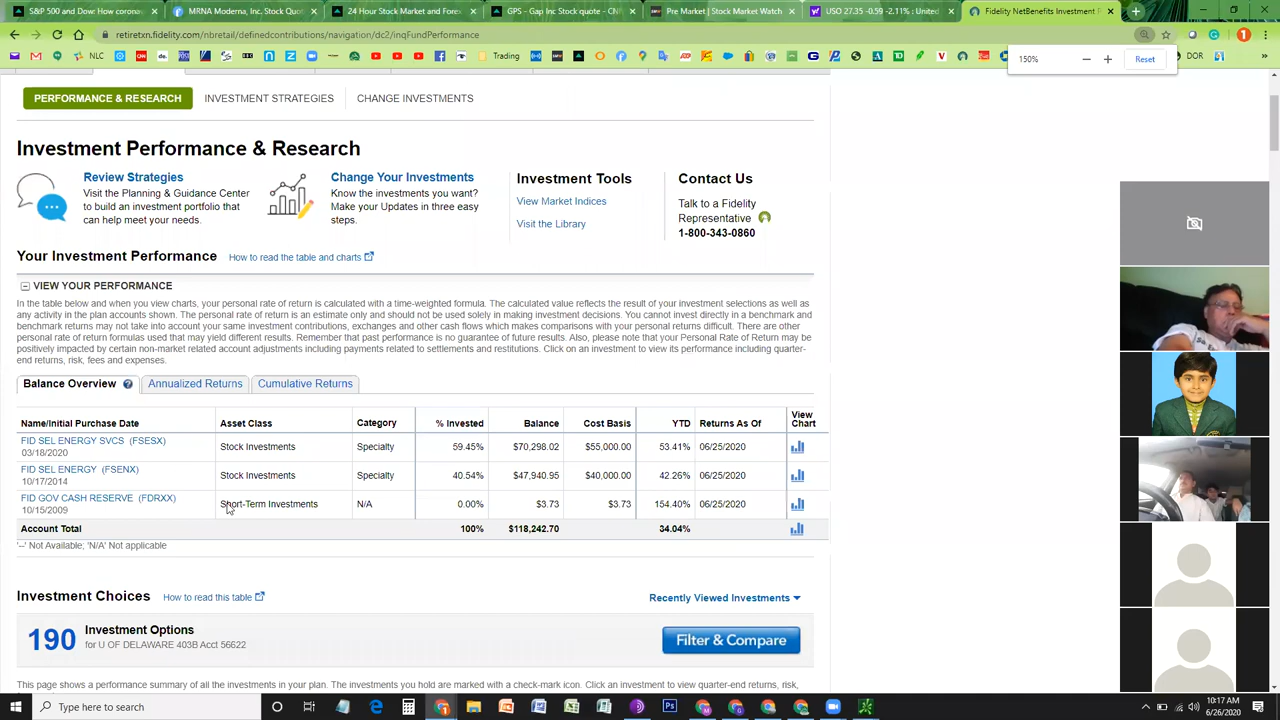 S&P 500 and Dow Performance
MRNA Moderna, Inc. Stock Quot
24 Hour Stock Market and Forex
GPS - Gap Inc Stock quote - CN
Pre Market | Stock Market Watch
USO 27.35 -0.59 -2.11% : United
Fidelity NetBenefits Investment
retiretxn.fidelity.com/nbretail/definedcontributions/navigation/dc2/inqFundPerformance
NLC
Trading
DOR
150%
Reset
PERFORMANCE & RESEARCH
INVESTMENT STRATEGIES
CHANGE INVESTMENTS
Investment Performance & Research
Review Strategies
Visit the Planning & Guidance Center
to build an investment portfolio that
can help meet your needs.
Change Your Investments
Know the investments you want?
Make your Updates in three easy
steps.
Investment Tools
View Market Indices
Visit the Library
Contact Us
Talk to a Fidelity
Representative
1-800-343-0860
Your Investment Performance How to read the table and charts
VIEW YOUR PERFORMANCE
In the table below and when you view charts, your personal rate of return is calculated with a time-weighted formula. The calculated value reflects the result of your investment selections as well as
any activity in the plan accounts shown. The personal rate of return is an estimate only and should not be used solely in making investment decisions. You cannot invest directly in a benchmark and
benchmark returns may not take into account your same investment contributions, exchanges and other cash flows which makes comparisons with your personal returns difficult. There are other
personal rate of return formulas used that may yield different results. Remember that past performance is no guarantee of future results. Also, please note that your Personal Rate of Return may be
positively impacted by certain non-market related account adjustments including payments related to settlements and restitutions. Click on an investment to view its performance including quarter-
end returns, risk, fees and expenses.
Balance Overview ? Annualized Returns Cumulative Returns
Name/Initial Purchase Date Asset Class Category % Invested Balance Cost Basis YTD Returns As Of View Chart
FID SEL ENERGY SVCS (FSESX) Stock Investments Specialty 59.45% $70,298.02 $55,000.00 53.41% 06/25/2020
03/18/2020
FID SEL ENERGY (FSENX) Stock Investments Specialty 40.54% $47,940.95 $40,000.00 42.26% 06/25/2020
10/17/2014
FID GOV CASH RESERVE (FDRXX) Short-Term Investments N/A 0.00% $3.73 $3.73 154.40% 06/25/2020
10/15/2009
Account Total 100% $118,242.70 34.04%
'--' Not Available; 'N/A' Not applicable
Investment Choices How to read this table
Recently Viewed Investments
190 Investment Options
for U OF DELAWARE 403B Acct 56622
Filter & Compare
This page shows a performance summary of all the investments in your plan. The investments you hold are marked with a check-mark icon. Click an investment to view quarter-end returns, risk,
Type here to search
10:17 AM
6/26/2020